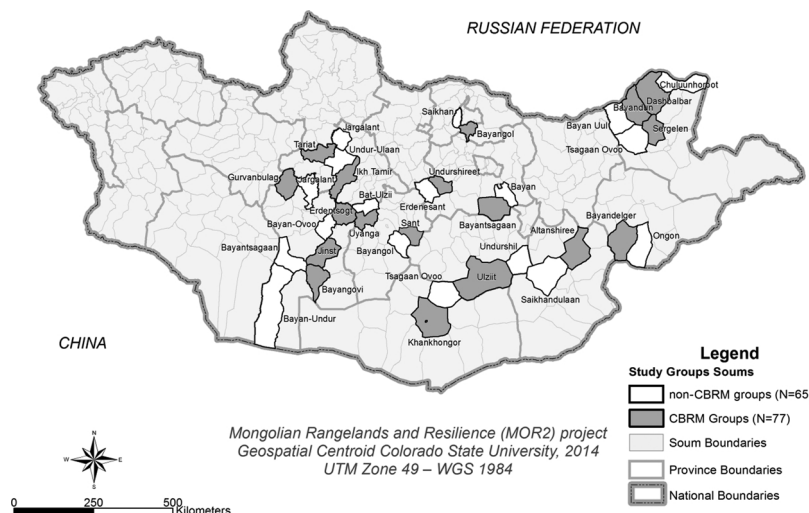 RUSSIAN FEDERATION
Chuluunhoroot
Bayandun
Dashbalbar
Saikhan
Bayangol
Bayan Uul
Sergelen
Tsagaan Ovoo
Jargalant
Tariat
Undur-Ulaan
Ikh Tamir
Gurvanbulag
Jargalant
Undurshireet
Bat-Ulzii
Erdenesant
Bayan
Erdentsogt
Bayan-Ovoo
Uyanga
Sant
Bayantsagaan
Bayandelger
Altanshiree
Bayantsagaan
Bayangol
Undurshil
Ongon
Jinst
Tsagaan Ovoo
Ulziit
Bayangovi
Saikhandulaan
Bayan-Undur
Khankhongor
CHINA
Legend
Study Groups Soums
non-CBRM groups (N=65
CBRM Groups (N=77)
Soum Boundaries
Province Boundaries
National Boundaries
Mongolian Rangelands and Resilience (MOR2) project
Geospatial Centroid Colorado State University, 2014
UTM Zone 49 – WGS 1984
N
W E
S
0 250 500
Kilometers